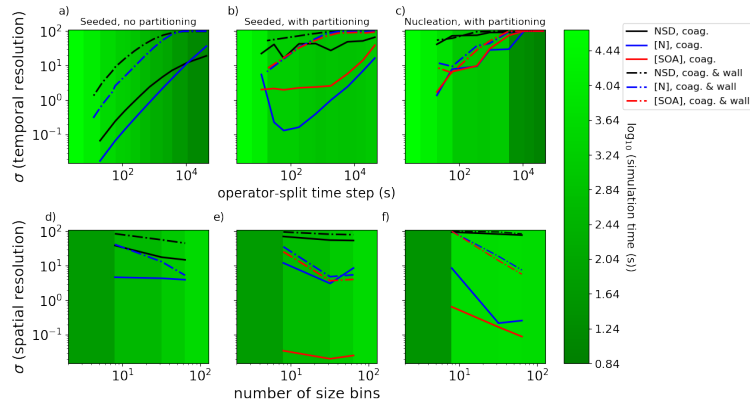 a) Seeded, no partitioning
b) Seeded, with partitioning
c) Nucleation, with partitioning
σ (temporal resolution)
10² 10¹ 10⁰ 10⁻¹
10² 10⁴
10² 10⁴
10² 10⁴
operator-split time step (s)
d) e) f)
σ (spatial resolution)
10² 10¹ 10⁰ 10⁻¹
10¹ 10²
10¹ 10²
10¹ 10²
number of size bins
4.44
4.04
3.64
3.24
2.84
2.44
2.04
1.64
1.24
0.84
log₁₀ (simulation time (s))
NSD, coag.
[N], coag.
[SOA], coag.
NSD, coag. & wall
[N], coag. & wall
[SOA], coag. & wall